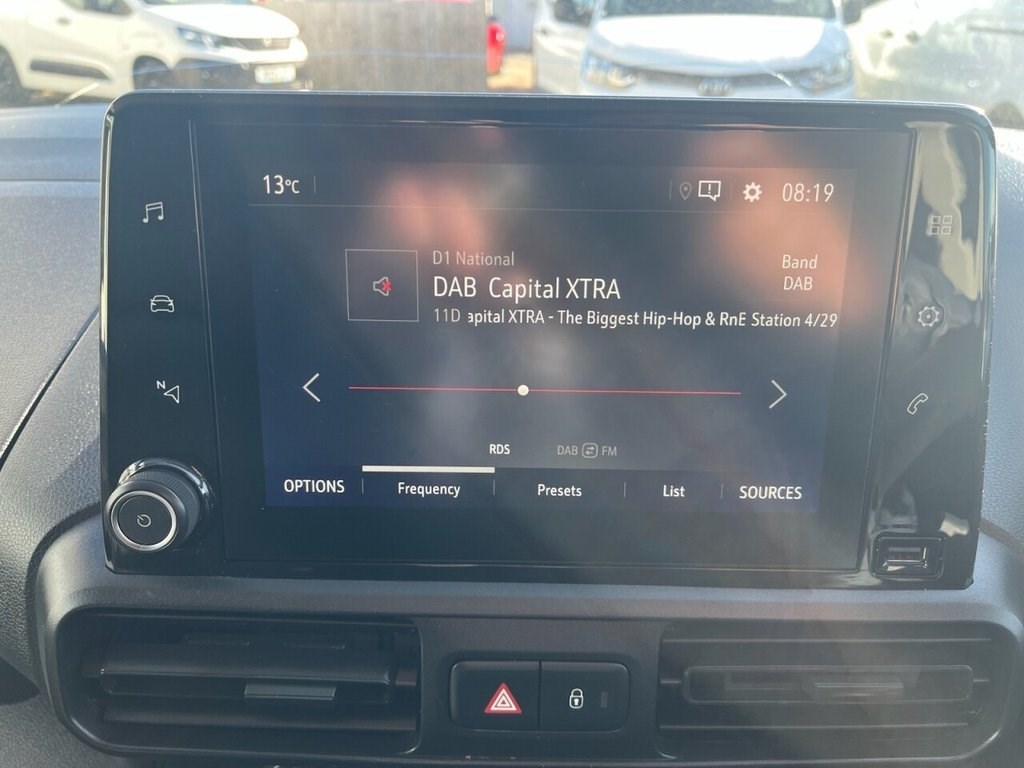 13°C
08:19
D1 National
DAB Capital XTRA
Band
DAB
11D apital XTRA - The Biggest Hip-Hop & RnE Station 4/29
N
RDS
DAB FM
OPTIONS Frequency Presets List SOURCES